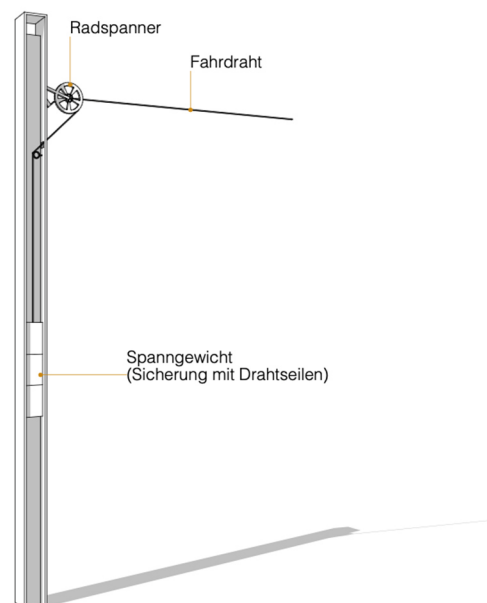 Radspanner
Fahrdraht
Spanngewicht
(Sicherung mit Drahtseilen)